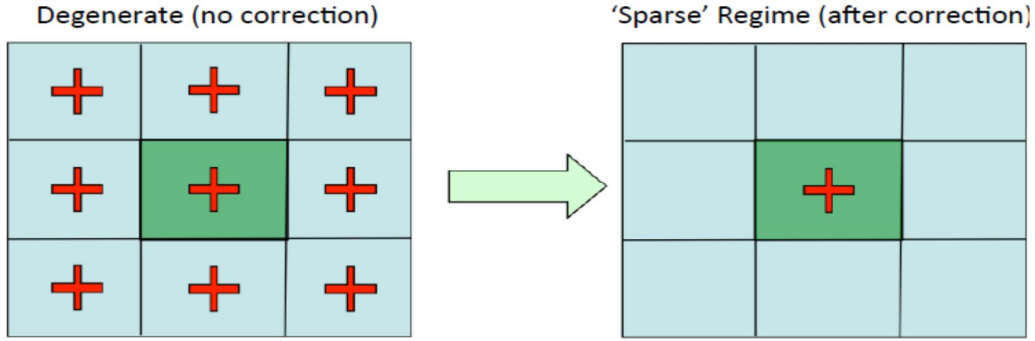 Degenerate (no correction)
'Sparse' Regime (after correction)